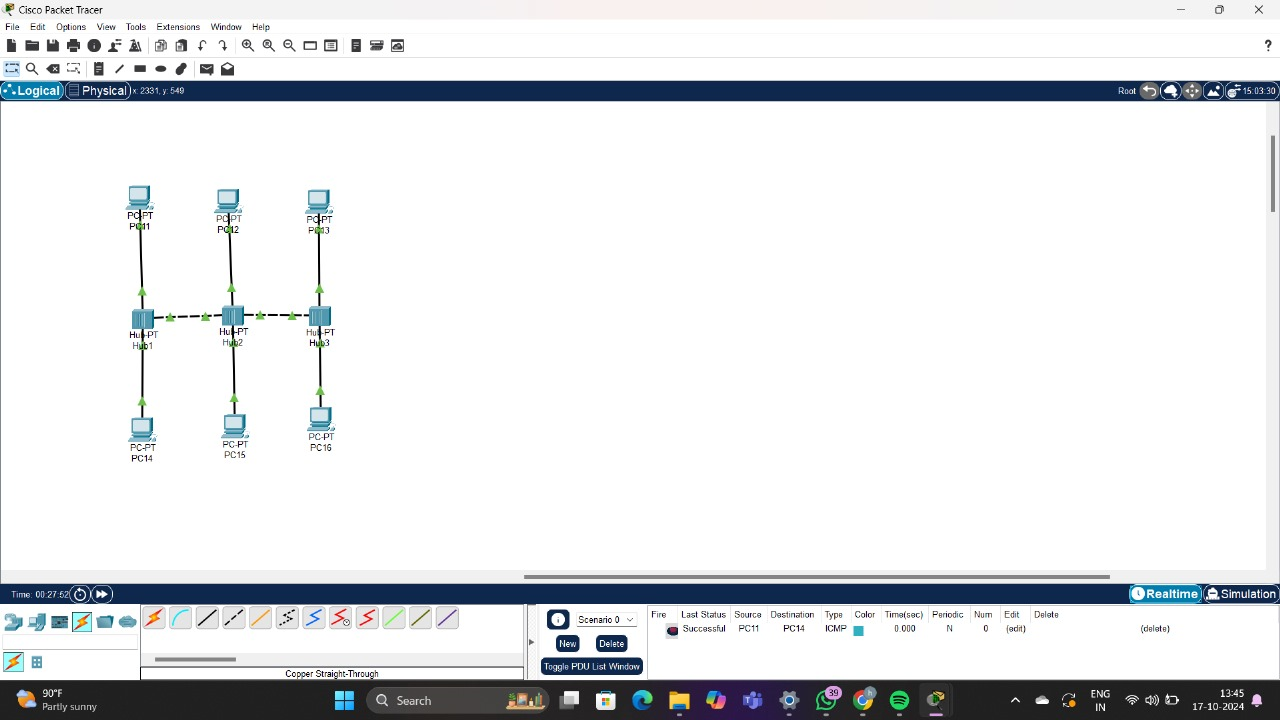 Cisco Packet Tracer
File Edit Options View Tools Extensions Window Help
?
Logical Physical x: 2331, y: 549 Root 15:03:30
PC-PT PC-PT PC-PT
PC11 PC12 PC13
Hub-PT Hub-PT Hub-PT
Hub1 Hub2 Hub3
PC-PT PC-PT PC-PT
PC14 PC15 PC16
Time: 00:27:52 Realtime Simulation
Scenario 0
New Delete
Toggle PDU List Window
Fire Last Status Source Destination Type Color Time(sec) Periodic Num Edit Delete
Successful PC11 PC14 ICMP 0.000 N 0 (edit) (delete)
Copper Straight-Through
90°F
Partly sunny
Search
39
h
ENG
IN
13:45
17-10-2024